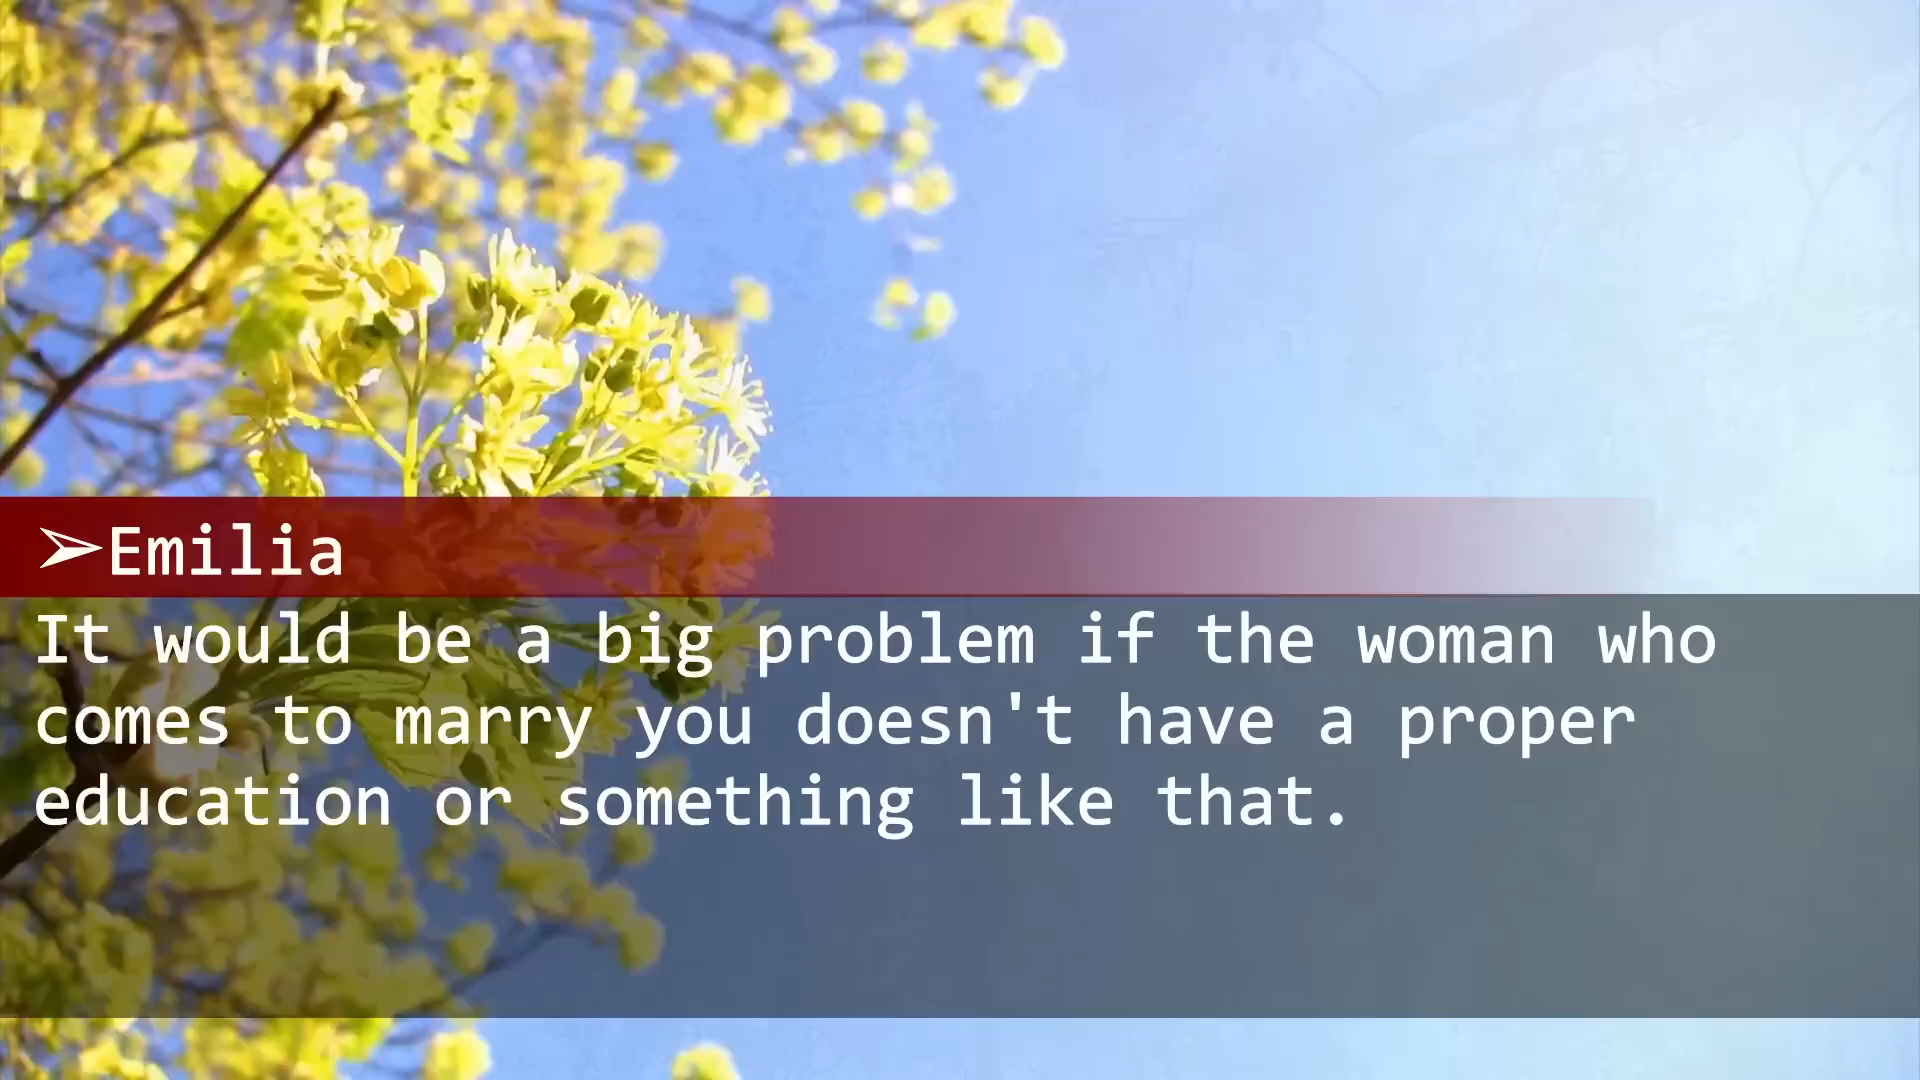 ➢Emilia
It would be a big problem if the woman who
comes to marry you doesn't have a proper
education or something like that.